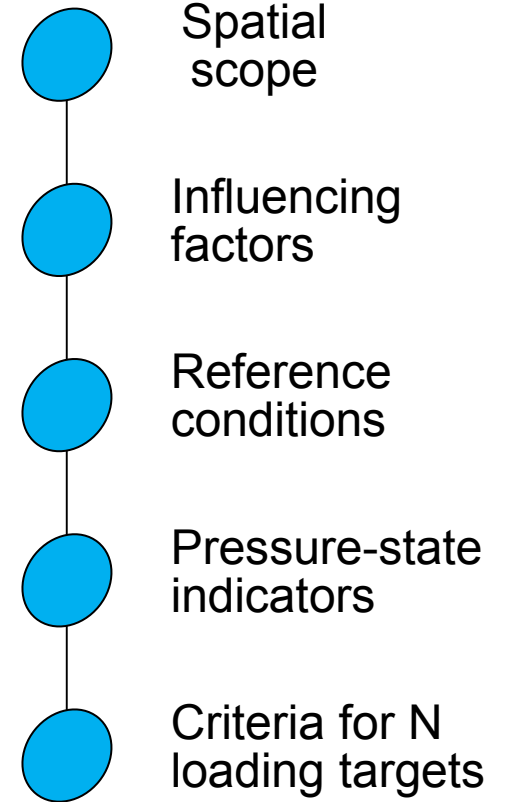 Spatial
scope
Influencing
factors
Reference
conditions
Pressure-state
indicators
Criteria for N
loading targets